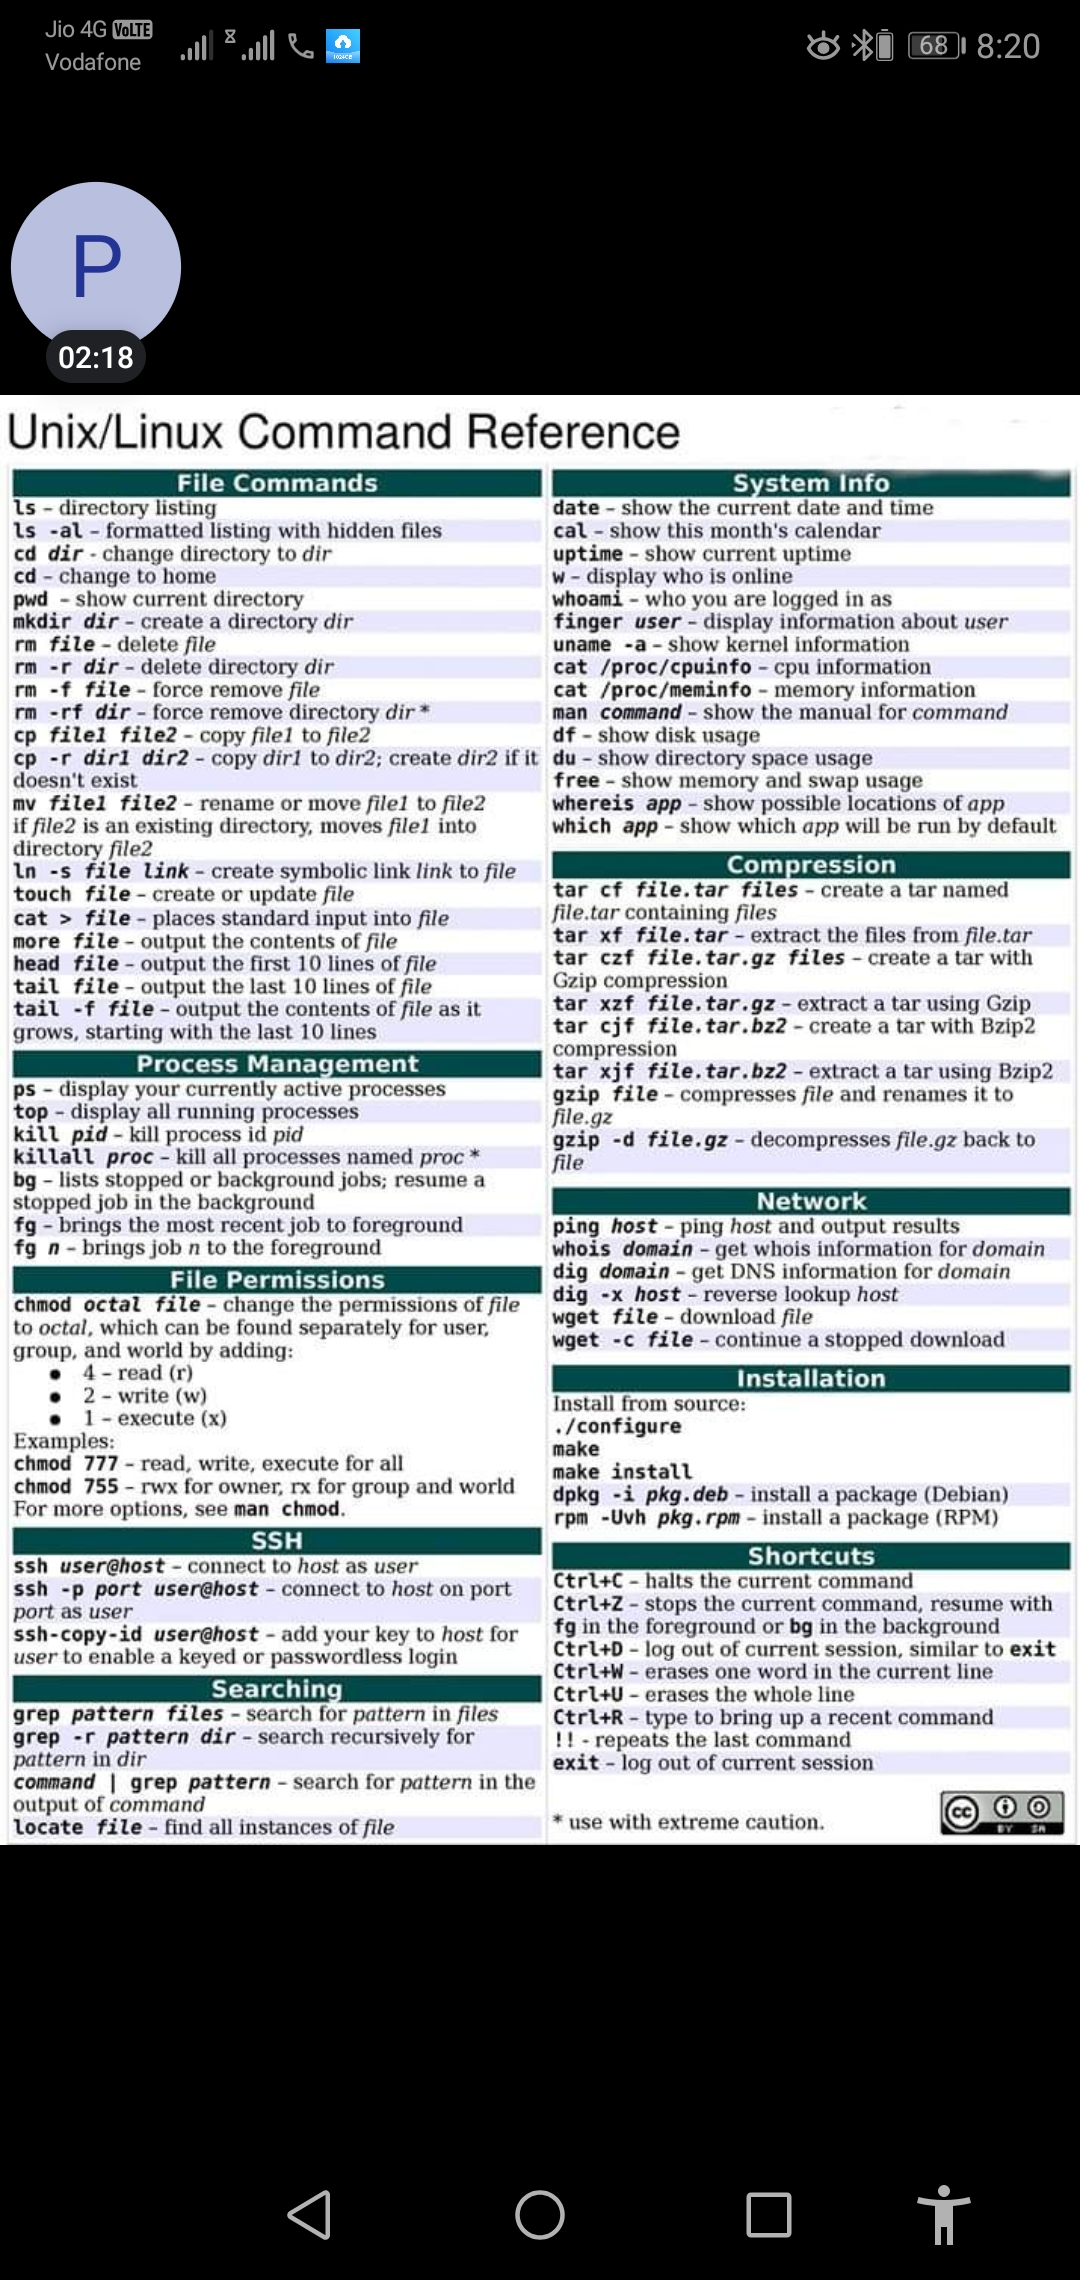 Jio 4G VoLTE
Vodafone
68
8:20
P
02:18
Unix/Linux Command Reference
File Commands
ls – directory listing
ls -al – formatted listing with hidden files
cd dir - change directory to dir
cd – change to home
pwd – show current directory
mkdir dir – create a directory dir
rm file – delete file
rm -r dir – delete directory dir
rm -f file – force remove file
rm -rf dir – force remove directory dir *
cp file1 file2 – copy file1 to file2
cp -r dir1 dir2 – copy dir1 to dir2; create dir2 if it
doesn't exist
mv file1 file2 – rename or move file1 to file2
if file2 is an existing directory, moves file1 into
directory file2
ln -s file link – create symbolic link link to file
touch file – create or update file
cat > file – places standard input into file
more file – output the contents of file
head file – output the first 10 lines of file
tail file – output the last 10 lines of file
tail -f file – output the contents of file as it
grows, starting with the last 10 lines
Process Management
ps – display your currently active processes
top – display all running processes
kill pid – kill process id pid
killall proc – kill all processes named proc *
bg – lists stopped or background jobs; resume a
stopped job in the background
fg – brings the most recent job to foreground
fg n – brings job n to the foreground
File Permissions
chmod octal file – change the permissions of file
to octal, which can be found separately for user,
group, and world by adding:
● 4 – read (r)
● 2 – write (w)
● 1 – execute (x)
Examples:
chmod 777 – read, write, execute for all
chmod 755 – rwx for owner, rx for group and world
For more options, see man chmod.
SSH
ssh user@host – connect to host as user
ssh -p port user@host – connect to host on port
port as user
ssh-copy-id user@host – add your key to host for
user to enable a keyed or passwordless login
Searching
grep pattern files – search for pattern in files
grep -r pattern dir – search recursively for
pattern in dir
command | grep pattern – search for pattern in the
output of command
locate file – find all instances of file
System Info
date – show the current date and time
cal – show this month's calendar
uptime – show current uptime
w – display who is online
whoami – who you are logged in as
finger user – display information about user
uname -a – show kernel information
cat /proc/cpuinfo – cpu information
cat /proc/meminfo – memory information
man command – show the manual for command
df – show disk usage
du – show directory space usage
free – show memory and swap usage
whereis app – show possible locations of app
which app – show which app will be run by default
Compression
tar cf file.tar files – create a tar named
file.tar containing files
tar xf file.tar – extract the files from file.tar
tar czf file.tar.gz files – create a tar with
Gzip compression
tar xzf file.tar.gz – extract a tar using Gzip
tar cjf file.tar.bz2 – create a tar with Bzip2
compression
tar xjf file.tar.bz2 – extract a tar using Bzip2
gzip file – compresses file and renames it to
file.gz
gzip -d file.gz – decompresses file.gz back to
file
Network
ping host – ping host and output results
whois domain – get whois information for domain
dig domain – get DNS information for domain
dig -x host – reverse lookup host
wget file – download file
wget -c file – continue a stopped download
Installation
Install from source:
./configure
make
make install
dpkg -i pkg.deb – install a package (Debian)
rpm -Uvh pkg.rpm – install a package (RPM)
Shortcuts
Ctrl+C – halts the current command
Ctrl+Z – stops the current command, resume with
fg in the foreground or bg in the background
Ctrl+D – log out of current session, similar to exit
Ctrl+W – erases one word in the current line
Ctrl+U – erases the whole line
Ctrl+R – type to bring up a recent command
!! - repeats the last command
exit – log out of current session
* use with extreme caution.
cc
BY SA